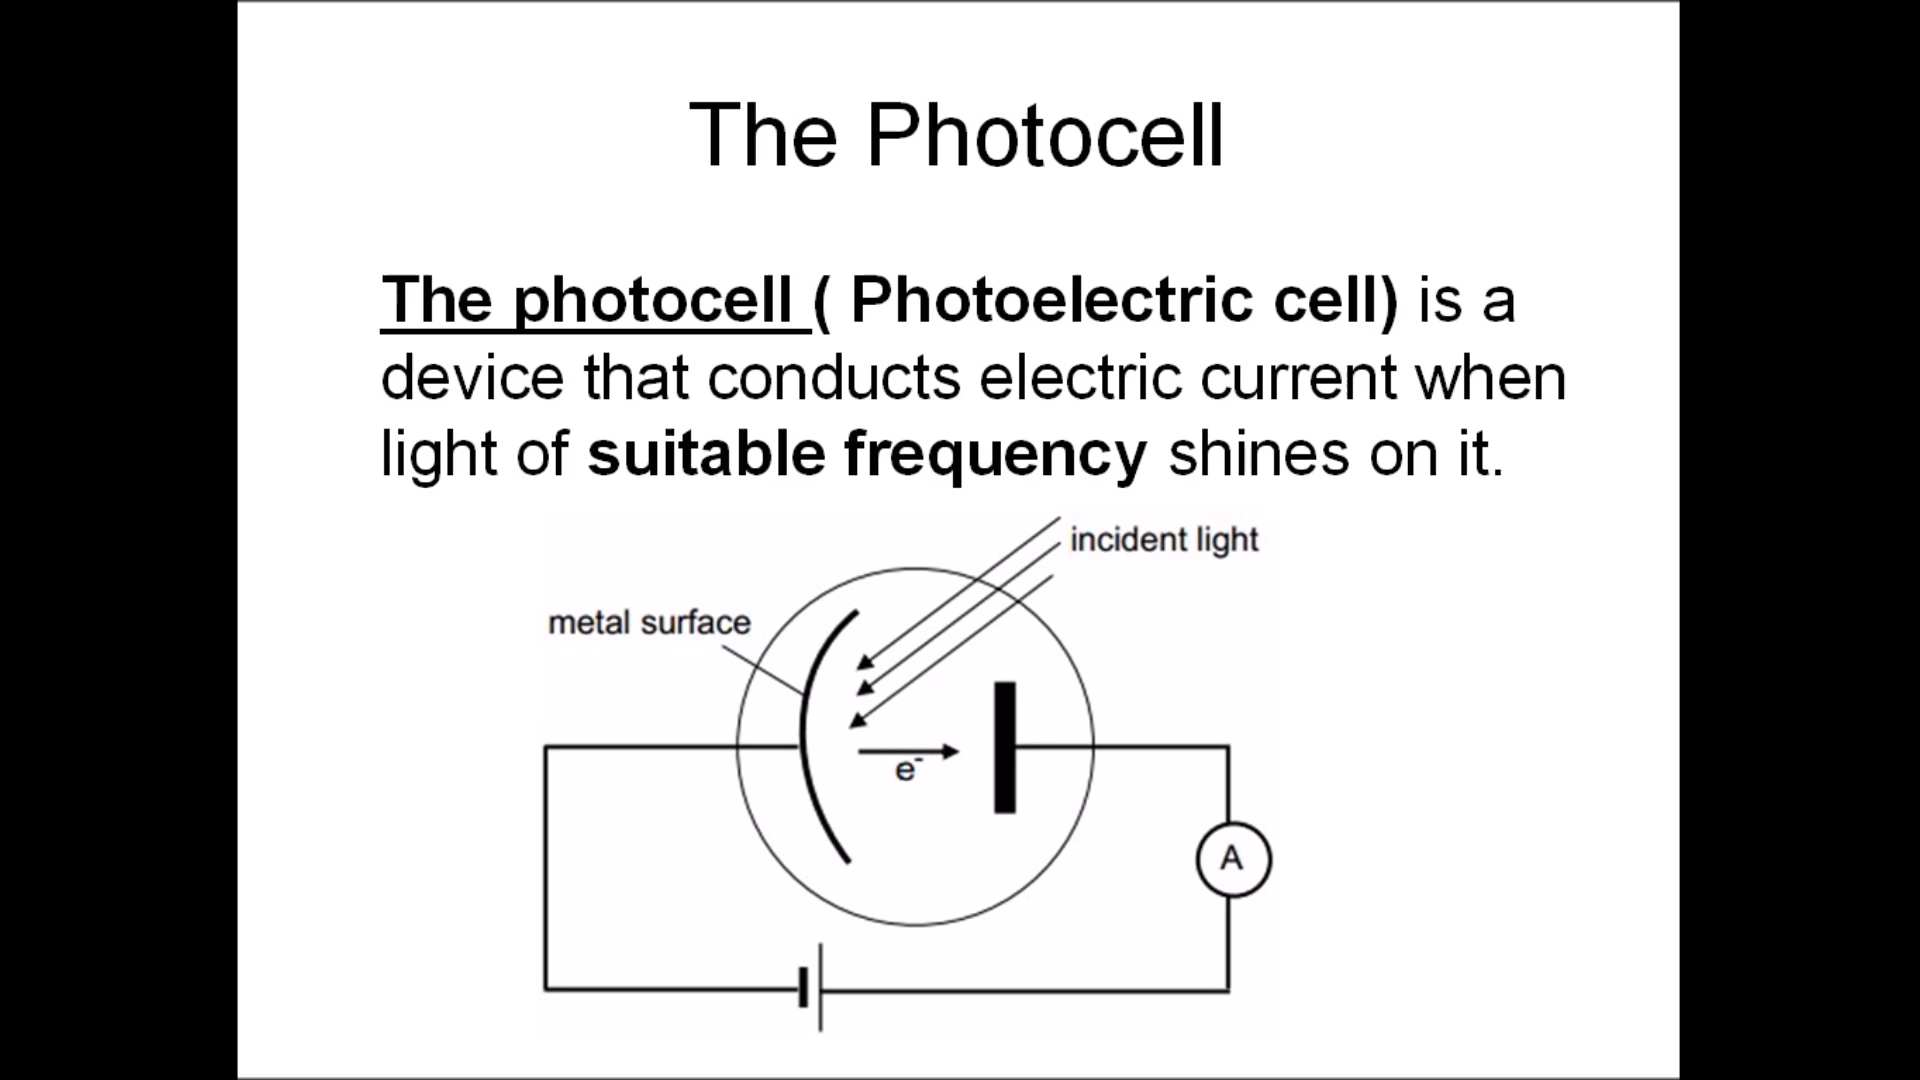 The Photocell
The photocell ( Photoelectric cell) is a
device that conducts electric current when
light of suitable frequency shines on it.
incident light
metal surface
e⁻
A